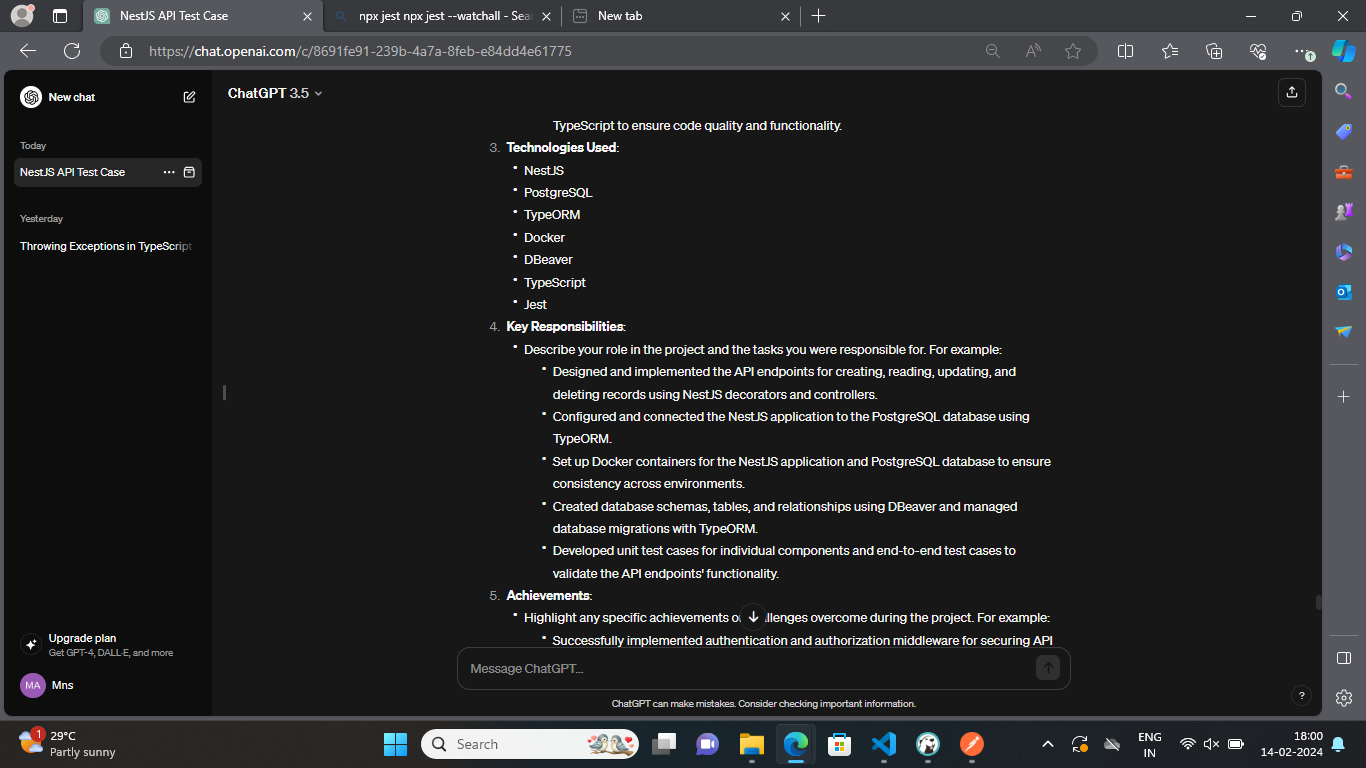 NestJS API Test Case
npx jest npx jest --watchall - Sea
New tab
https://chat.openai.com/c/8691fe91-239b-4a7a-8feb-e84dd4e61775
New chat
ChatGPT 3.5
Today
NestJS API Test Case
Yesterday
Throwing Exceptions in TypeScript
TypeScript to ensure code quality and functionality.
3. Technologies Used:
• NestJS
• PostgreSQL
• TypeORM
• Docker
• DBeaver
• TypeScript
• Jest
4. Key Responsibilities:
• Describe your role in the project and the tasks you were responsible for. For example:
• Designed and implemented the API endpoints for creating, reading, updating, and
deleting records using NestJS decorators and controllers.
• Configured and connected the NestJS application to the PostgreSQL database using
TypeORM.
• Set up Docker containers for the NestJS application and PostgreSQL database to ensure
consistency across environments.
• Created database schemas, tables, and relationships using DBeaver and managed
database migrations with TypeORM.
• Developed unit test cases for individual components and end-to-end test cases to
validate the API endpoints' functionality.
5. Achievements:
• Highlight any specific achievements o llenges overcome during the project. For example:
• Successfully implemented authentication and authorization middleware for securing API
Upgrade plan
Get GPT-4, DALL·E, and more
MA Mns
Message ChatGPT...
ChatGPT can make mistakes. Consider checking important information.
?
1
29°C
Partly sunny
Search
ENG
IN
18:00
14-02-2024